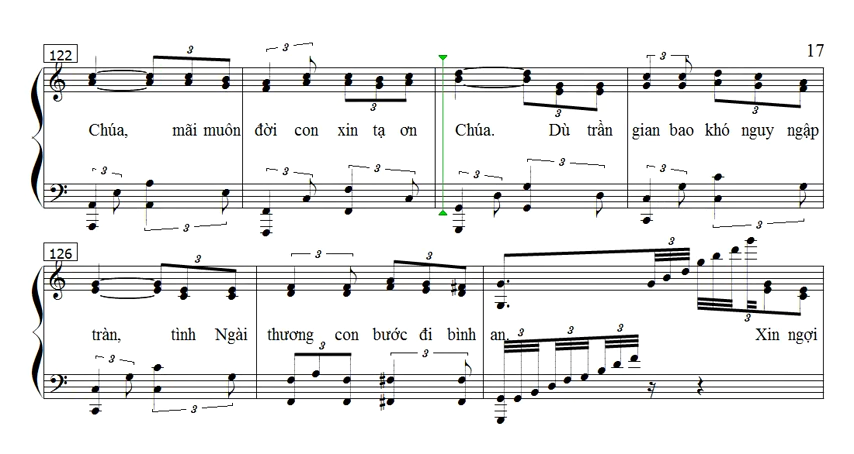 17
122
Chúa, mãi muôn đời con xin tạ ơn Chúa. Dù trần gian bao khó nguy ngập
126
tràn, tình Ngài thương con bước đi bình an. Xin ngợi